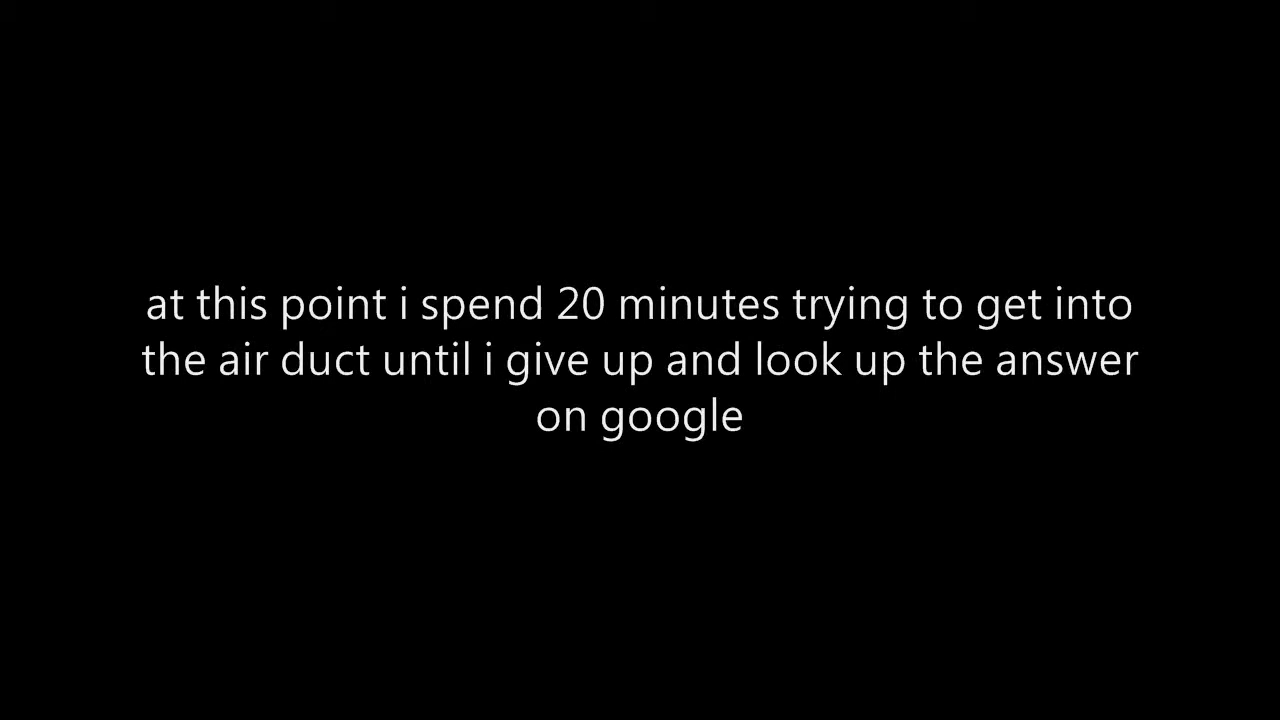 at this point i spend 20 minutes trying to get into
the air duct until i give up and look up the answer
on google